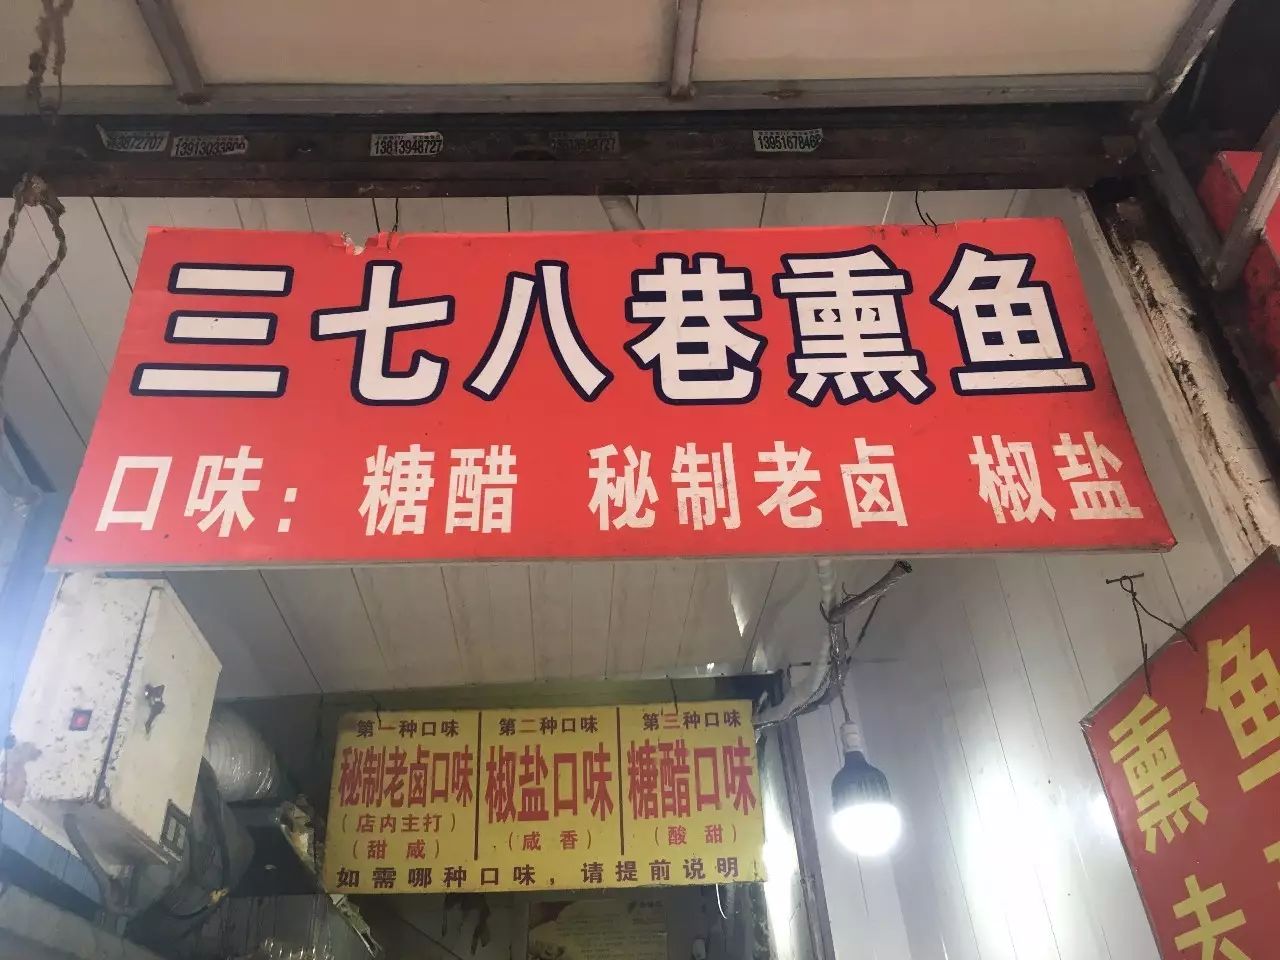 13913033809
13813948727
13951678468
三七八巷熏鱼
口味：糖醋 秘制老卤 椒盐
第一种口味
秘制老卤口味
（店内主打）
（甜咸）
第二种口味
椒盐口味
（咸香）
第三种口味
糖醋口味
（酸甜）
如需哪种口味，请提前说明
熏鱼